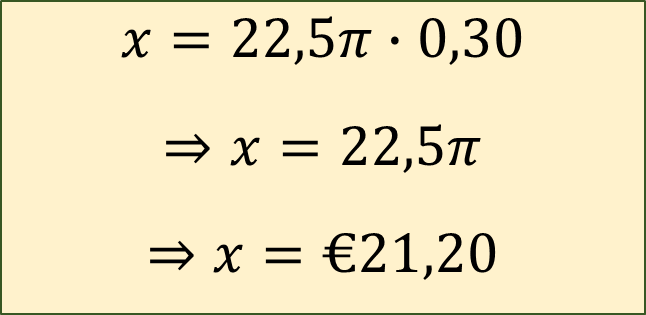 x = 22,5π · 0,30
⇒ x = 22,5π
⇒ x = €21,20